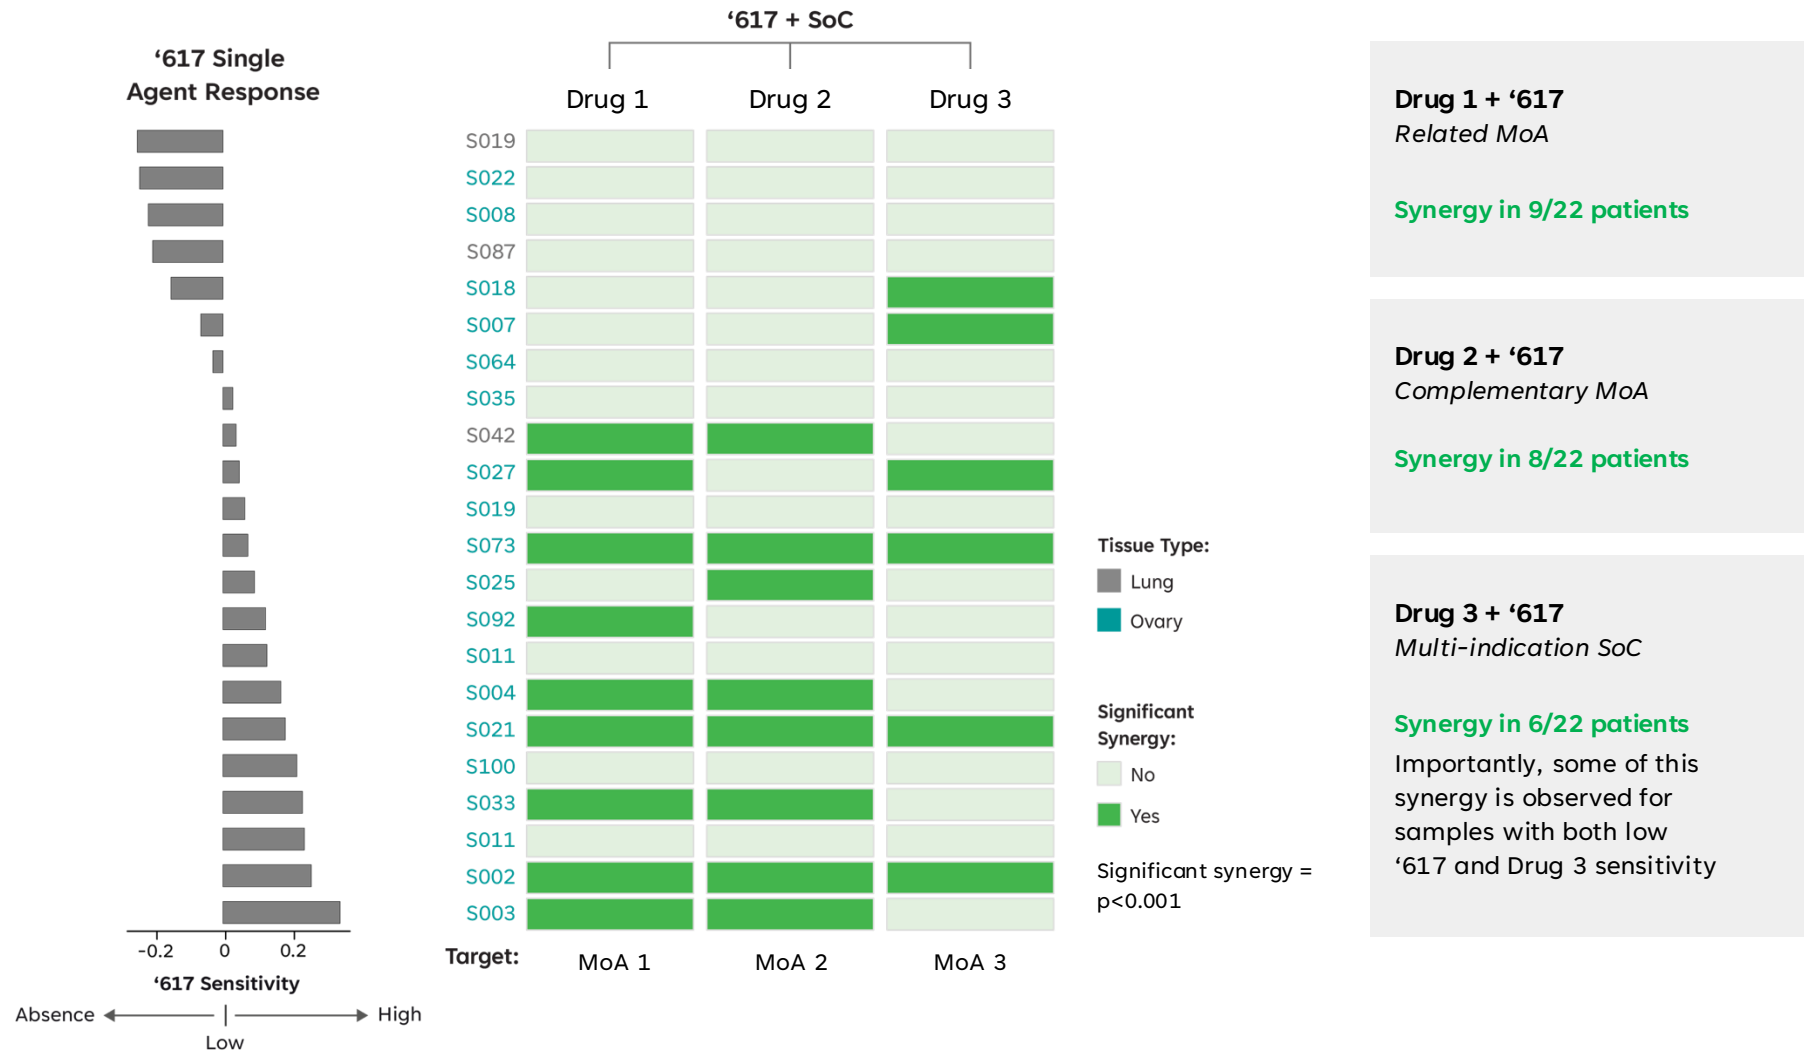 ‘617 Single
Agent Response
‘617 + SoC
Drug 1
Drug 2
Drug 3
S019
S022
S008
S087
S018
S007
S064
S035
S042
S027
S019
S073
S025
S092
S011
S004
S021
S100
S033
S011
S002
S003
-0.2
0
0.2
‘617 Sensitivity
Absence
High
Low
Target:
MoA 1
MoA 2
MoA 3
Tissue Type:
Lung
Ovary
Significant
Synergy:
No
Yes
Significant synergy =
p<0.001
Drug 1 + ‘617
Related MoA
Synergy in 9/22 patients
Drug 2 + ‘617
Complementary MoA
Synergy in 8/22 patients
Drug 3 + ‘617
Multi-indication SoC
Synergy in 6/22 patients
Importantly, some of this
synergy is observed for
samples with both low
‘617 and Drug 3 sensitivity